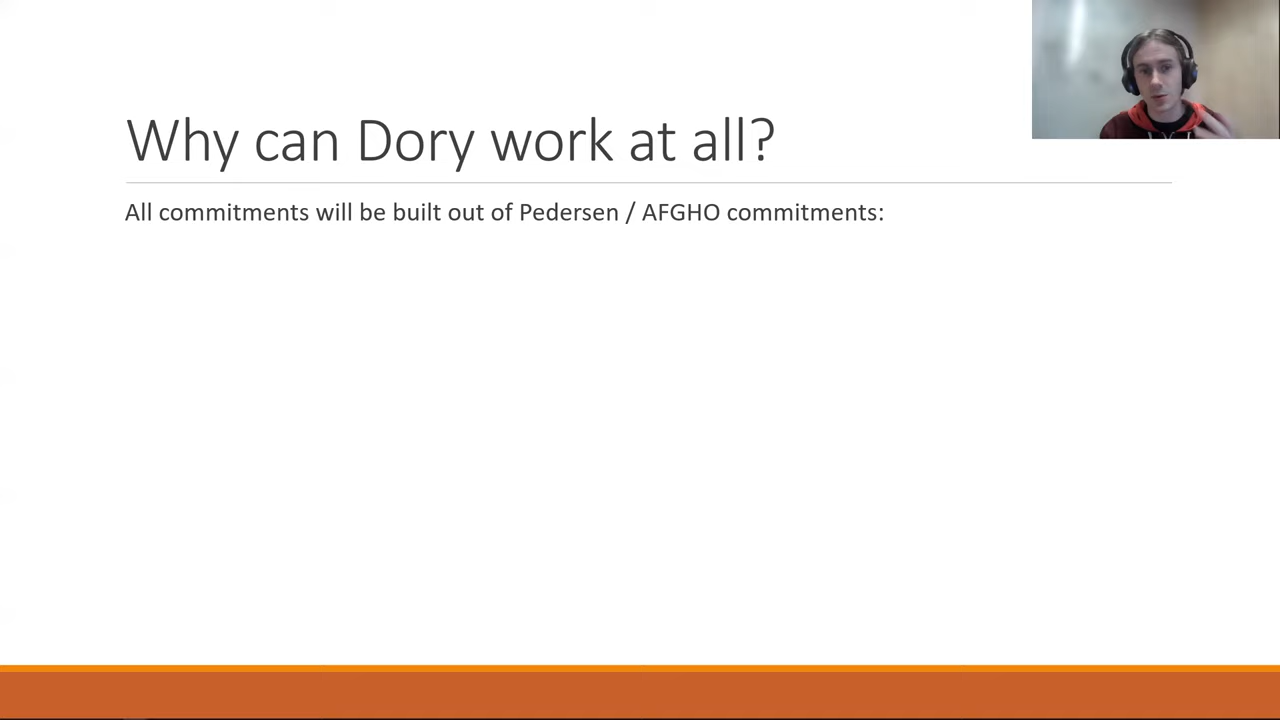 Why can Dory work at all?
All commitments will be built out of Pedersen / AFGHO commitments: